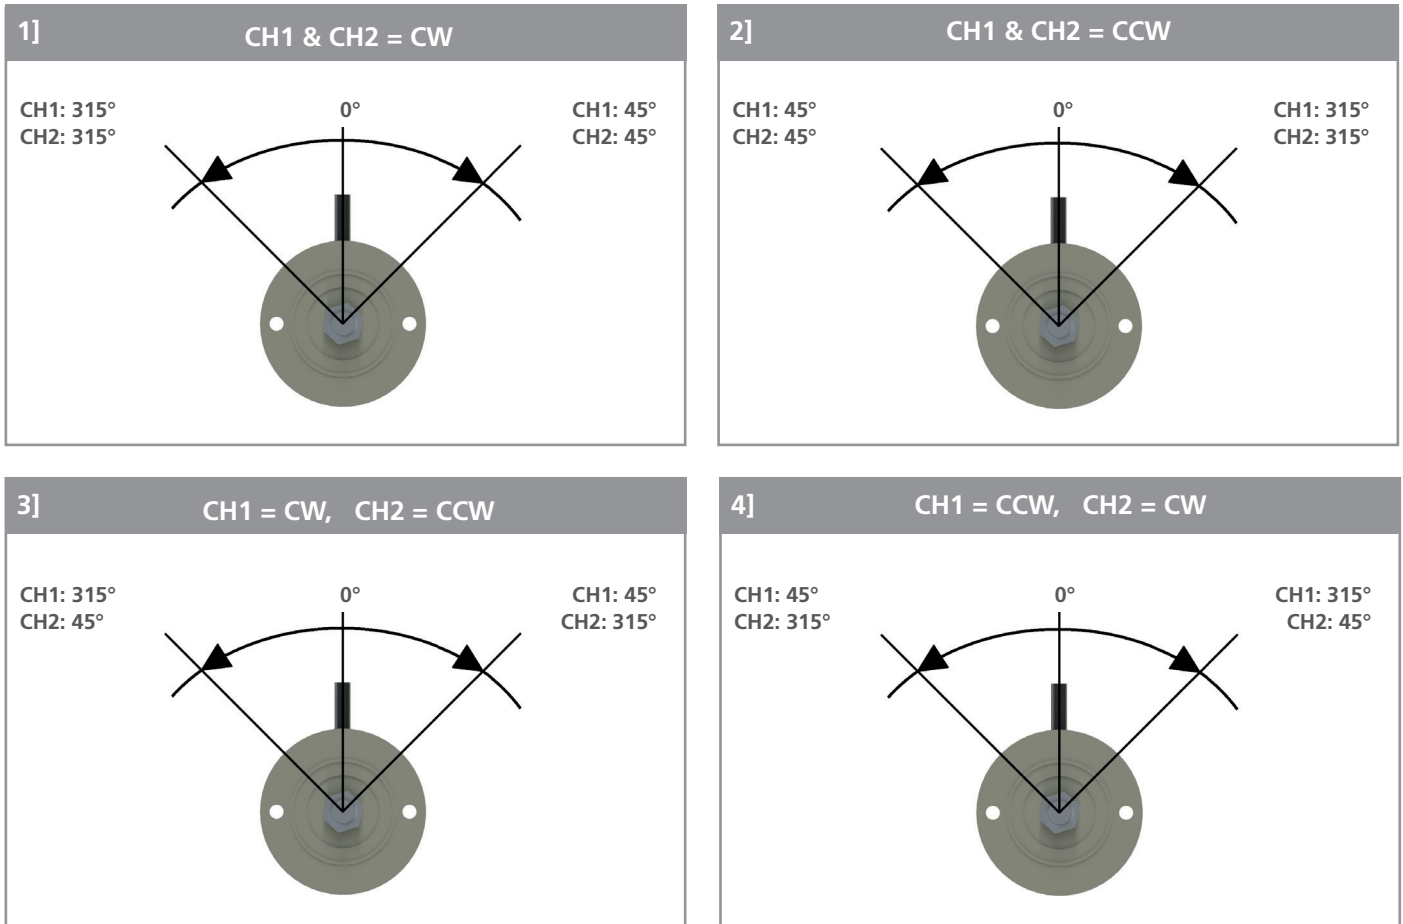 1]
CH1 & CH2 = CW
CH1: 315°
CH2: 315°
0°
CH1: 45°
CH2: 45°
2]
CH1 & CH2 = CCW
CH1: 45°
CH2: 45°
0°
CH1: 315°
CH2: 315°
3]
CH1 = CW, CH2 = CCW
CH1: 315°
CH2: 45°
0°
CH1: 45°
CH2: 315°
4]
CH1 = CCW, CH2 = CW
CH1: 45°
CH2: 315°
0°
CH1: 315°
CH2: 45°